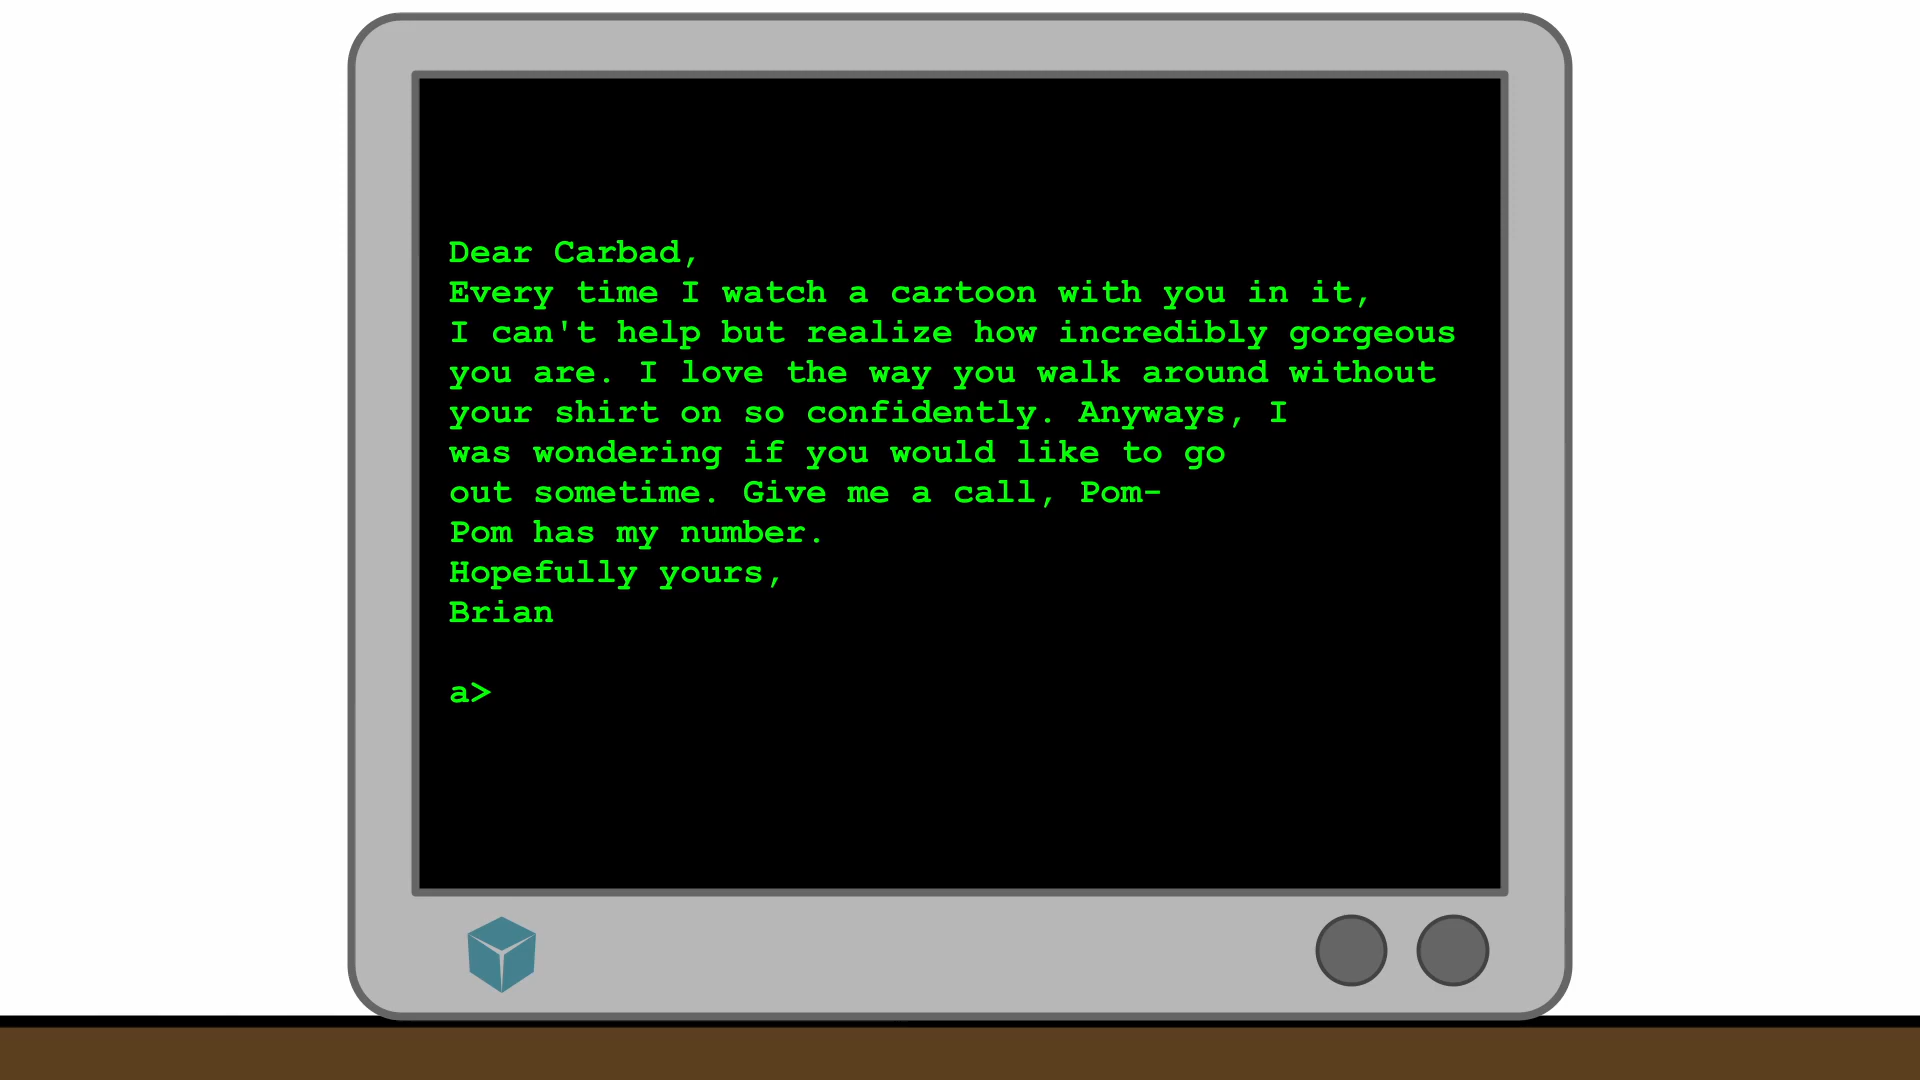 Dear Carbad,
Every time I watch a cartoon with you in it,
I can't help but realize how incredibly gorgeous
you are. I love the way you walk around without
your shirt on so confidently. Anyways, I
was wondering if you would like to go
out sometime. Give me a call, Pom-
Pom has my number.
Hopefully yours,
Brian
a>